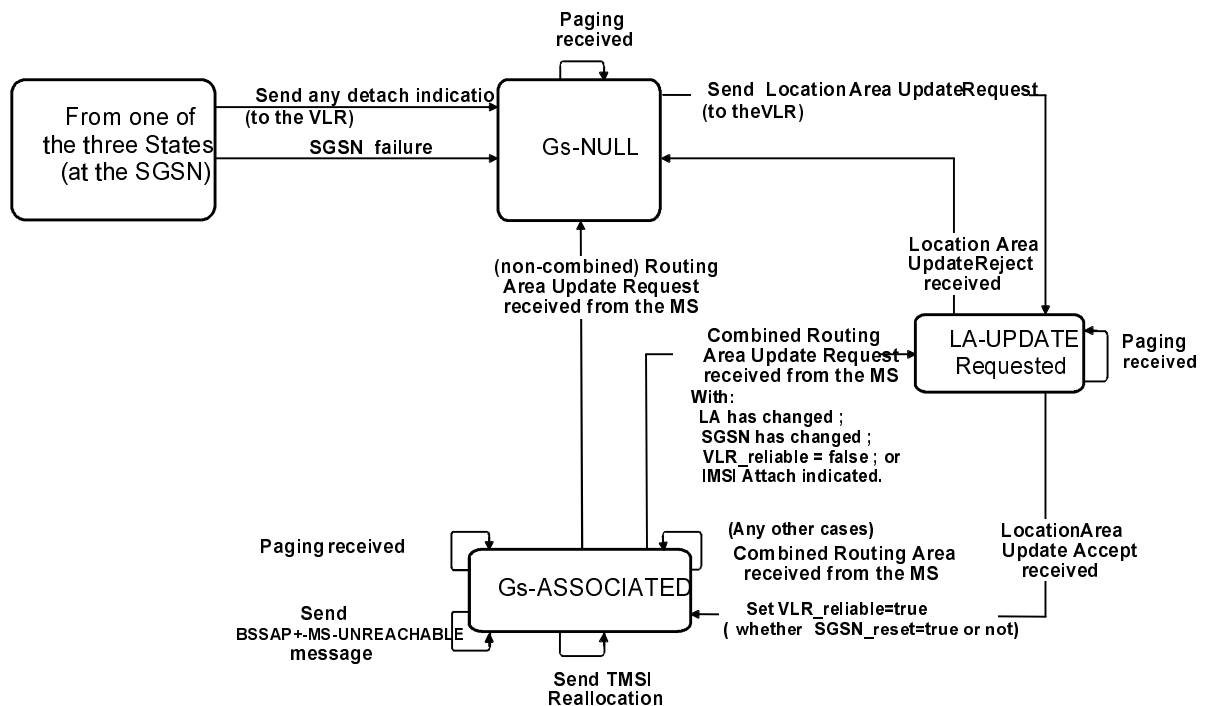 Paging
received
From one of
the three States
(at the SGSN)
Send any detach indicatio
(to the VLR)
SGSN failure
Gs-NULL
Send Location Area UpdateRequest
(to theVLR)
Location Area
UpdateReject
received
(non-combined) Routing
Area Update Request
received from the MS
LA-UPDATE
Requested
Paging
received
Combined Routing
Area Update Request
received from the MS
With:
LA has changed ;
SGSN has changed ;
VLR_reliable = false ; or
IMSI Attach indicated.
LocationArea
Update Accept
received
(Any other cases)
Combined Routing Area
received from the MS
Paging received
Gs-ASSOCIATED
Set VLR_reliable=true
( whether SGSN_reset=true or not)
Send
BSSAP+-MS-UNREACHABLE
message
Send TMSI
Reallocation